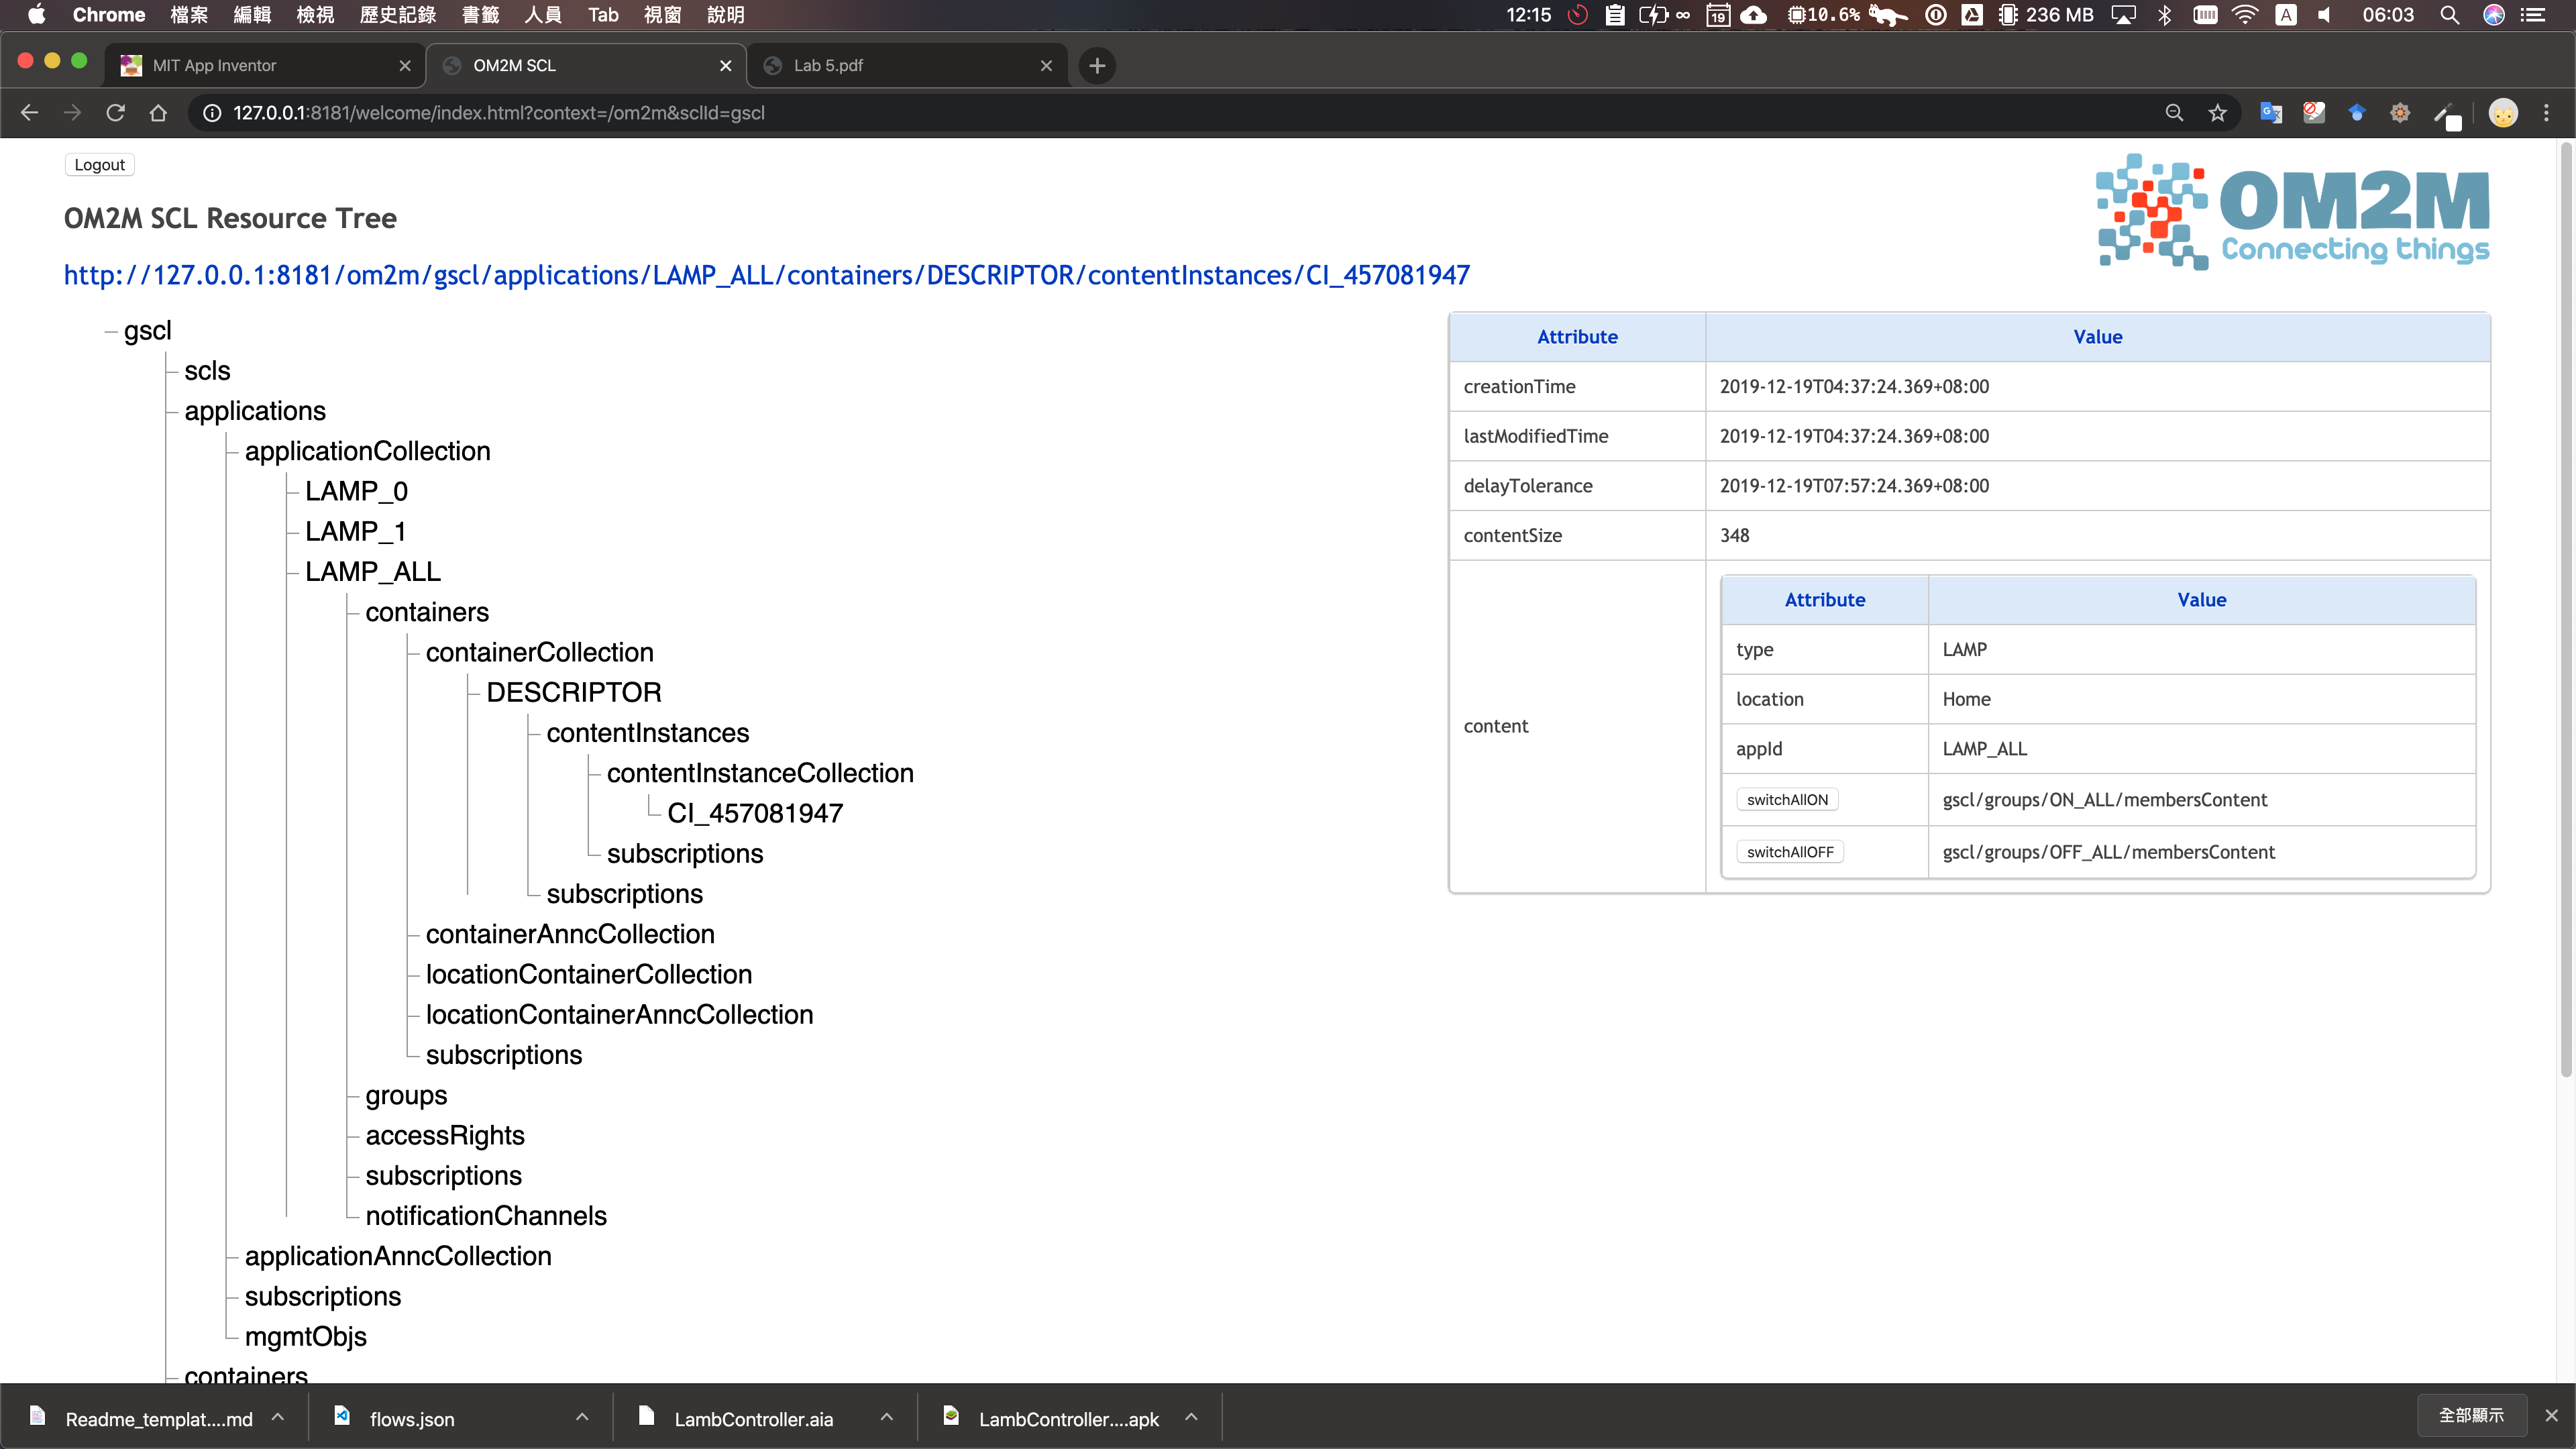 Chrome 檔案 編輯 檢視 歷史記錄 書籤 人員 Tab 視窗 說明 12:15 ∞ 19 10.6% 236 MB A 06:03
MIT App Inventor OM2M SCL Lab 5.pdf
127.0.0.1:8181/welcome/index.html?context=/om2m&sclId=gscl
Logout
OM2M
Connecting things
OM2M SCL Resource Tree
http://127.0.0.1:8181/om2m/gscl/applications/LAMP_ALL/containers/DESCRIPTOR/contentInstances/CI_457081947
gscl
scls
applications
applicationCollection
LAMP_0
LAMP_1
LAMP_ALL
containers
containerCollection
DESCRIPTOR
contentInstances
contentInstanceCollection
CI_457081947
subscriptions
subscriptions
containerAnncCollection
locationContainerCollection
locationContainerAnncCollection
subscriptions
groups
accessRights
subscriptions
notificationChannels
applicationAnncCollection
subscriptions
mgmtObjs
containers
Attribute Value
creationTime 2019-12-19T04:37:24.369+08:00
lastModifiedTime 2019-12-19T04:37:24.369+08:00
delayTolerance 2019-12-19T07:57:24.369+08:00
contentSize 348
content
Attribute Value
type LAMP
location Home
appId LAMP_ALL
switchAllON gscl/groups/ON_ALL/membersContent
switchAllOFF gscl/groups/OFF_ALL/membersContent
Readme_templat....md flows.json LambController.aia LambController....apk 全部顯示